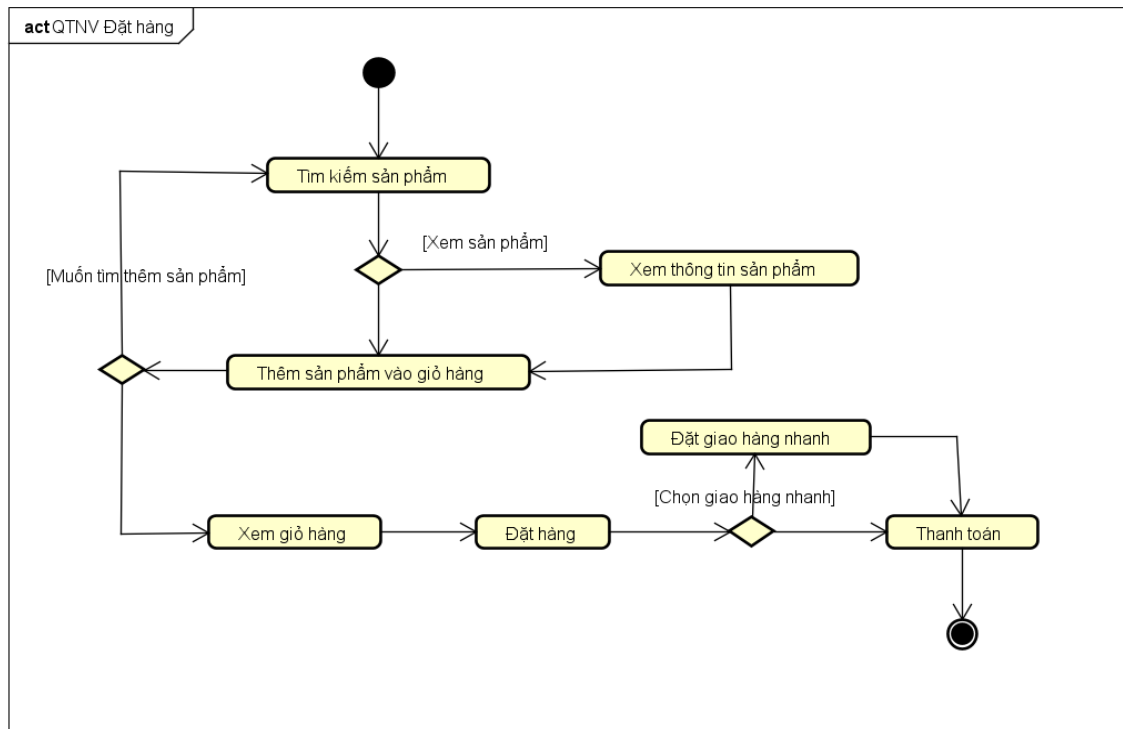 act QTNV Đặt hàng
Tìm kiếm sản phẩm
[Xem sản phẩm]
Xem thông tin sản phẩm
[Muốn tìm thêm sản phẩm]
Thêm sản phẩm vào giỏ hàng
Đặt giao hàng nhanh
[Chọn giao hàng nhanh]
Xem giỏ hàng
Đặt hàng
Thanh toán